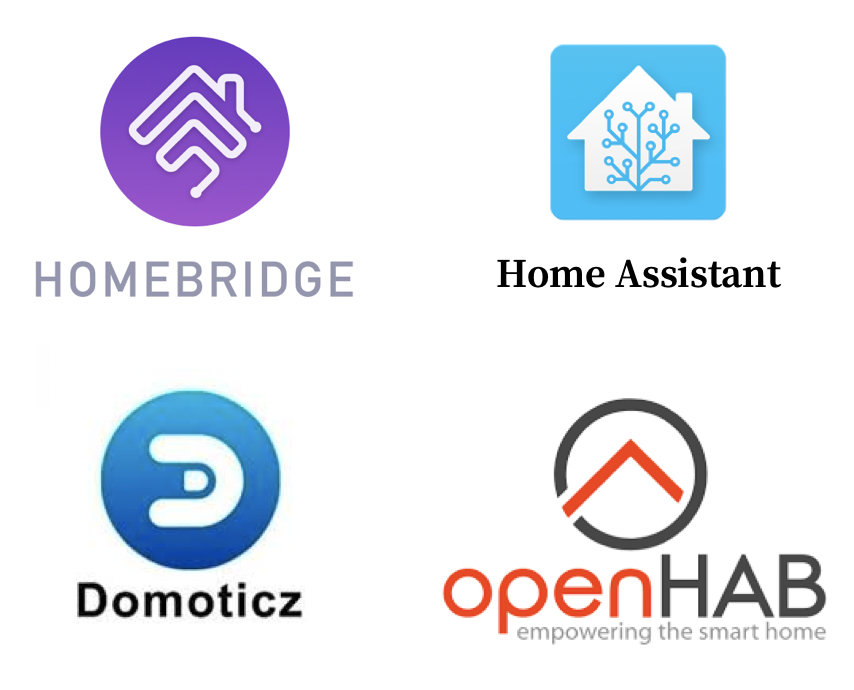 HOMEBRIDGE
Home Assistant
Domoticz
openHAB
empowering the smart home